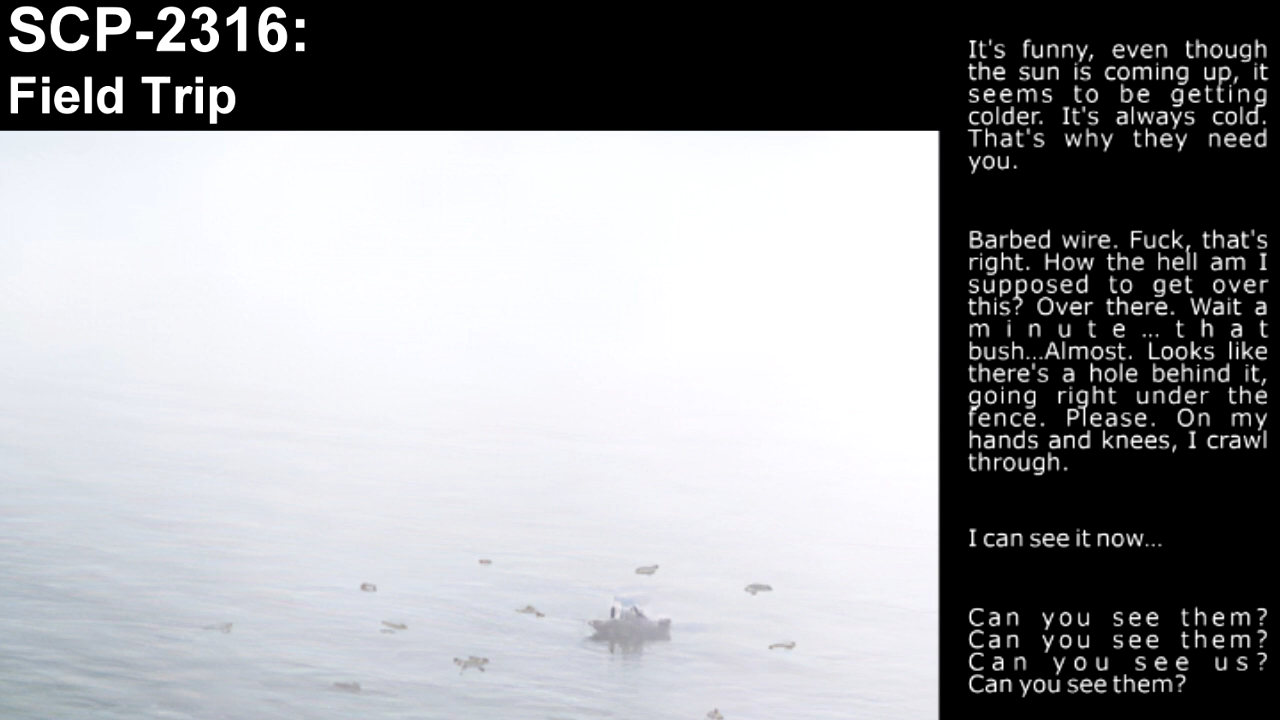 SCP-2316:
Field Trip
It's funny, even though
the sun is coming up, it
seems to be getting
colder. It's always cold.
That's why they need
you.
Barbed wire. Fuck, that's
right. How the hell am I
supposed to get over
this? Over there. Wait a
minute...that
bush...Almost. Looks like
there's a hole behind it,
going right under the
fence. Please. On my
hands and knees, I crawl
through.
I can see it now...
Can you see them?
Can you see them?
Can you see us?
Can you see them?